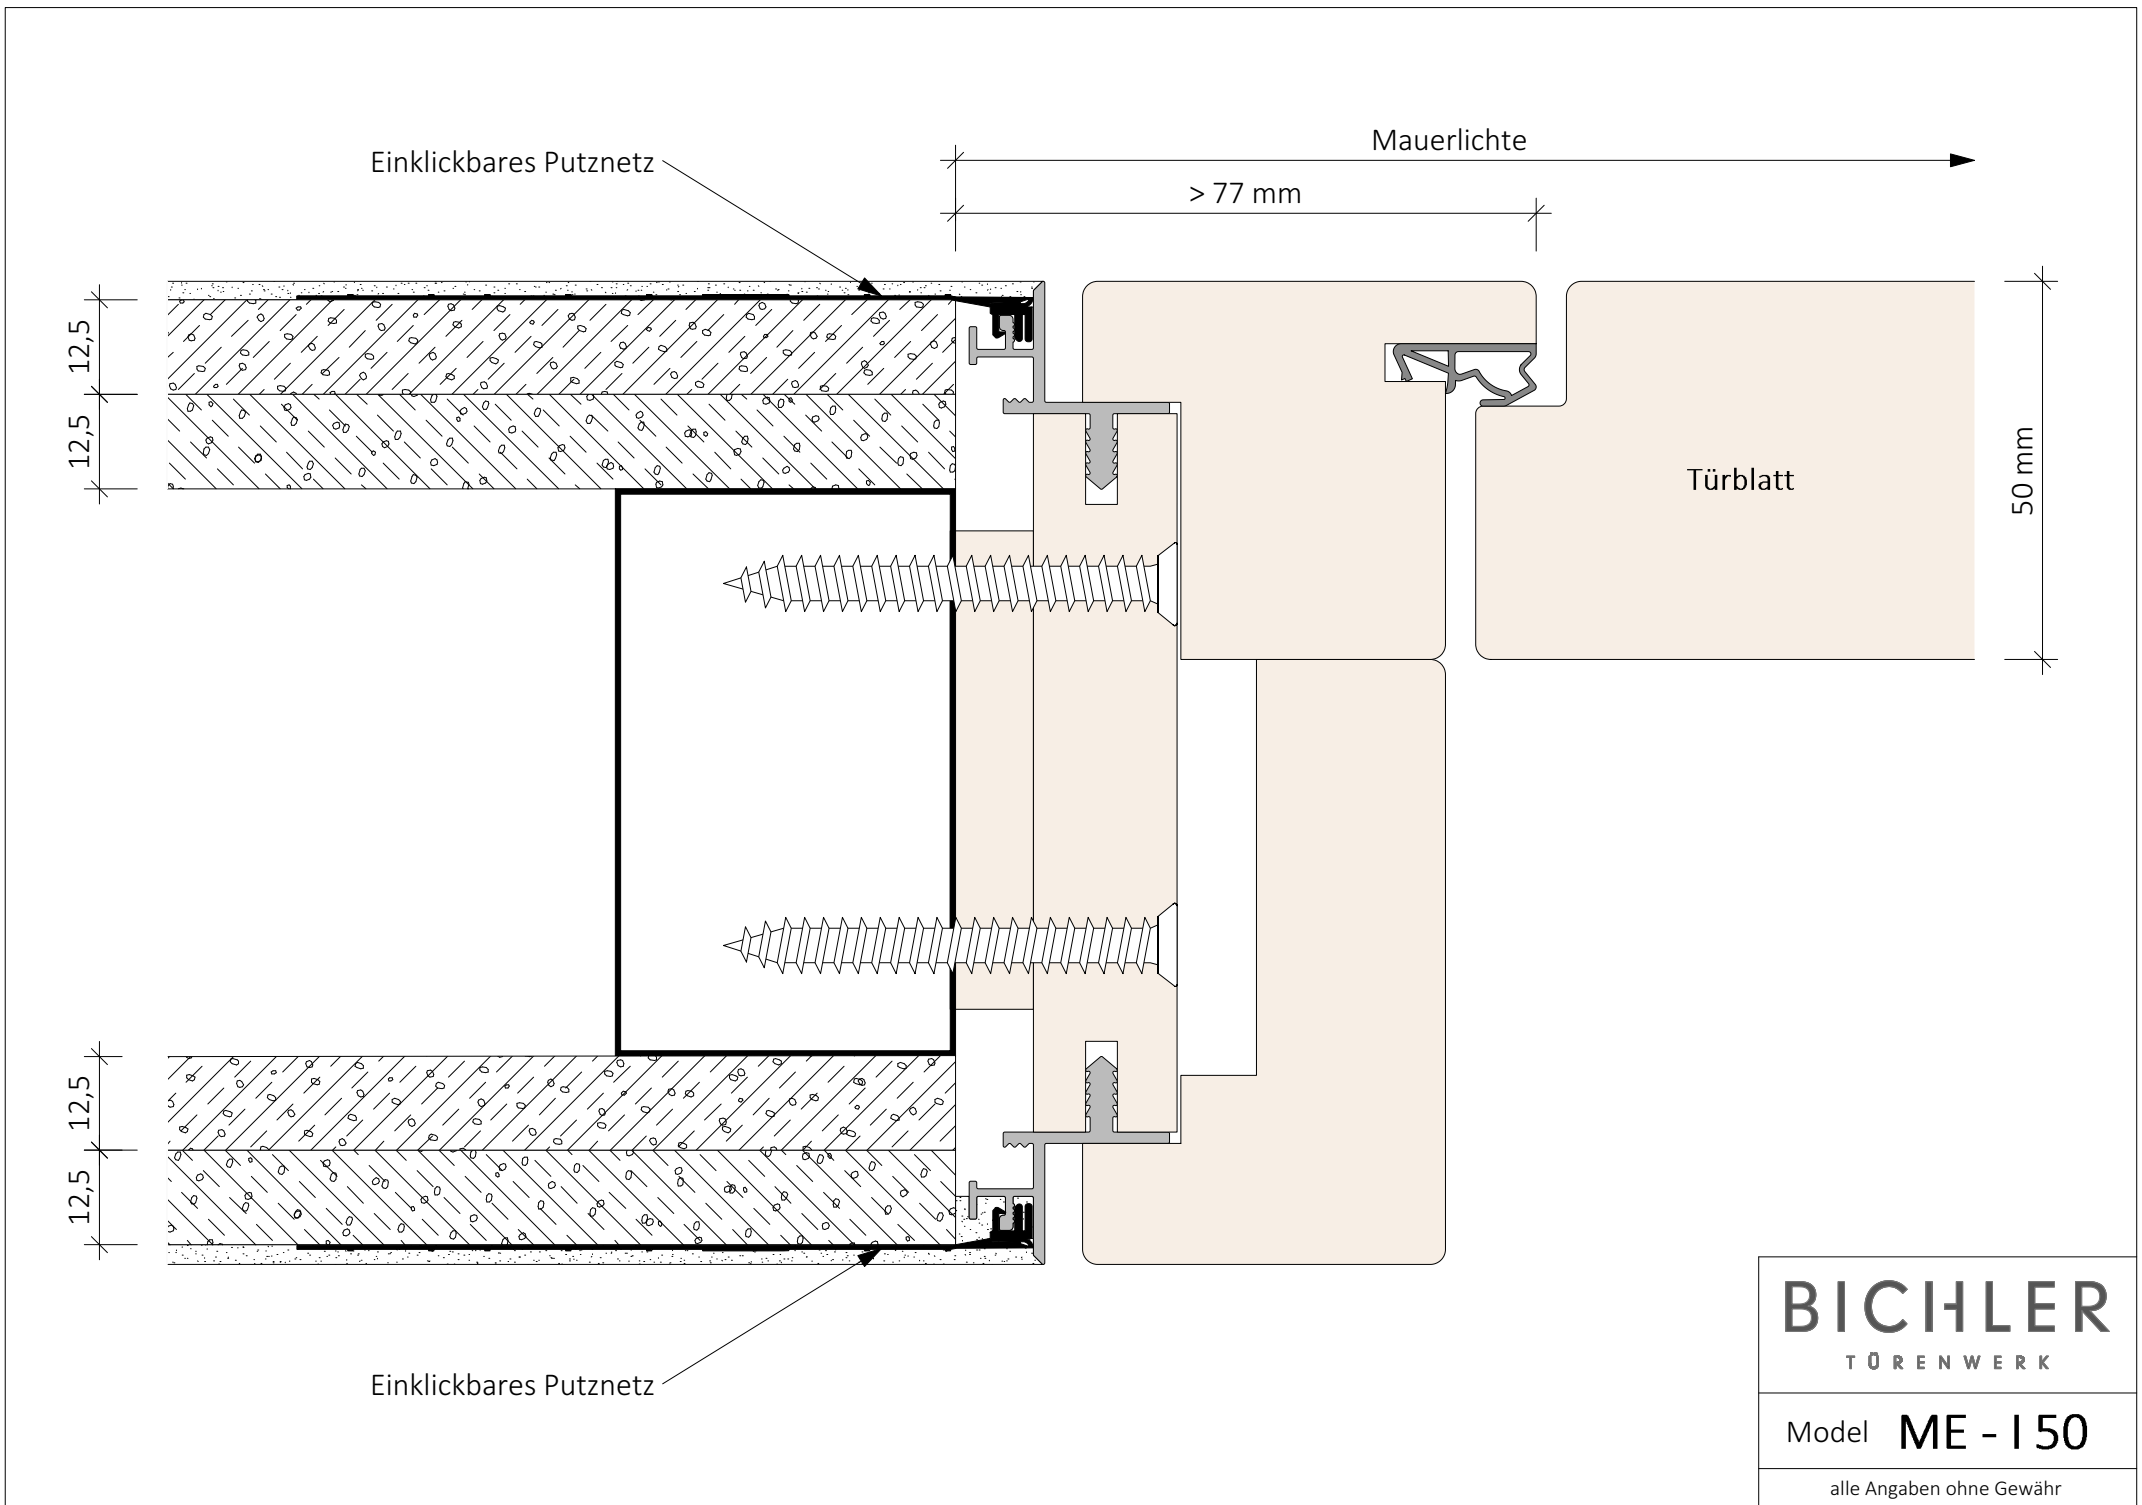 Mauerlichte
Einklickbares Putznetz
> 77 mm
12,5
12,5
Türblatt
50 mm
12,5
12,5
Einklickbares Putznetz
BICHLER
TÜRENWERK
Model ME - I 50
alle Angaben ohne Gewähr